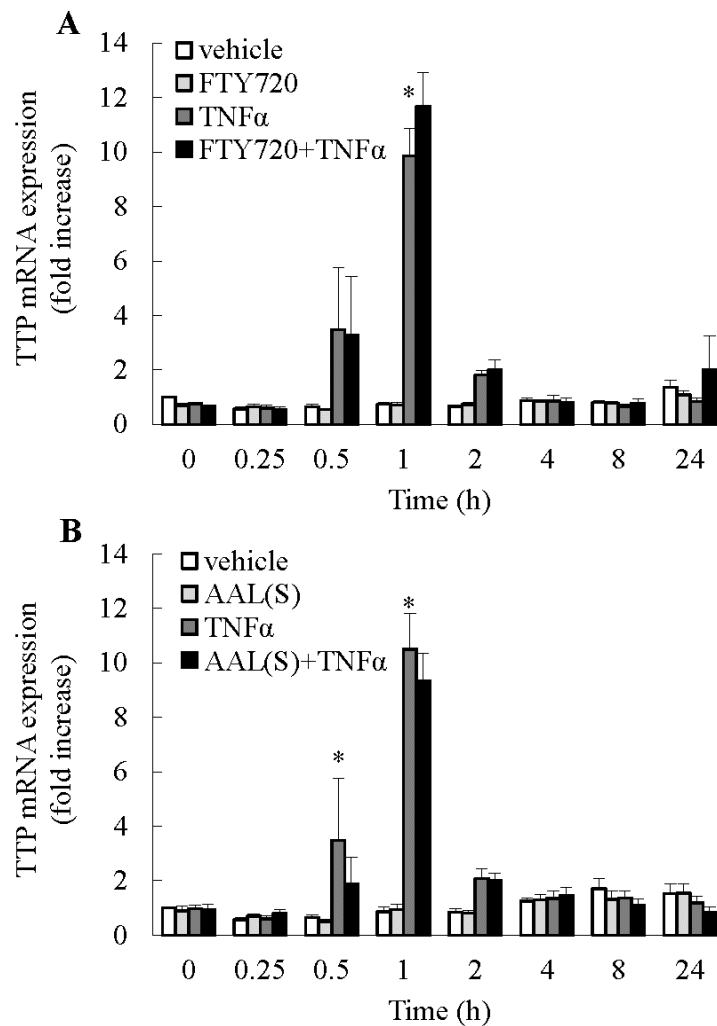 A
14
12
10
8
6
4
2
0
TTP mRNA expression
(fold increase)
vehicle
FTY720
TNFα
FTY720+TNFα
*
0 0.25 0.5 1 2 4 8 24
Time (h)
B
14
12
10
8
6
4
2
0
TTP mRNA expression
(fold increase)
vehicle
AAL(S)
TNFα
AAL(S)+TNFα
*
*
0 0.25 0.5 1 2 4 8 24
Time (h)